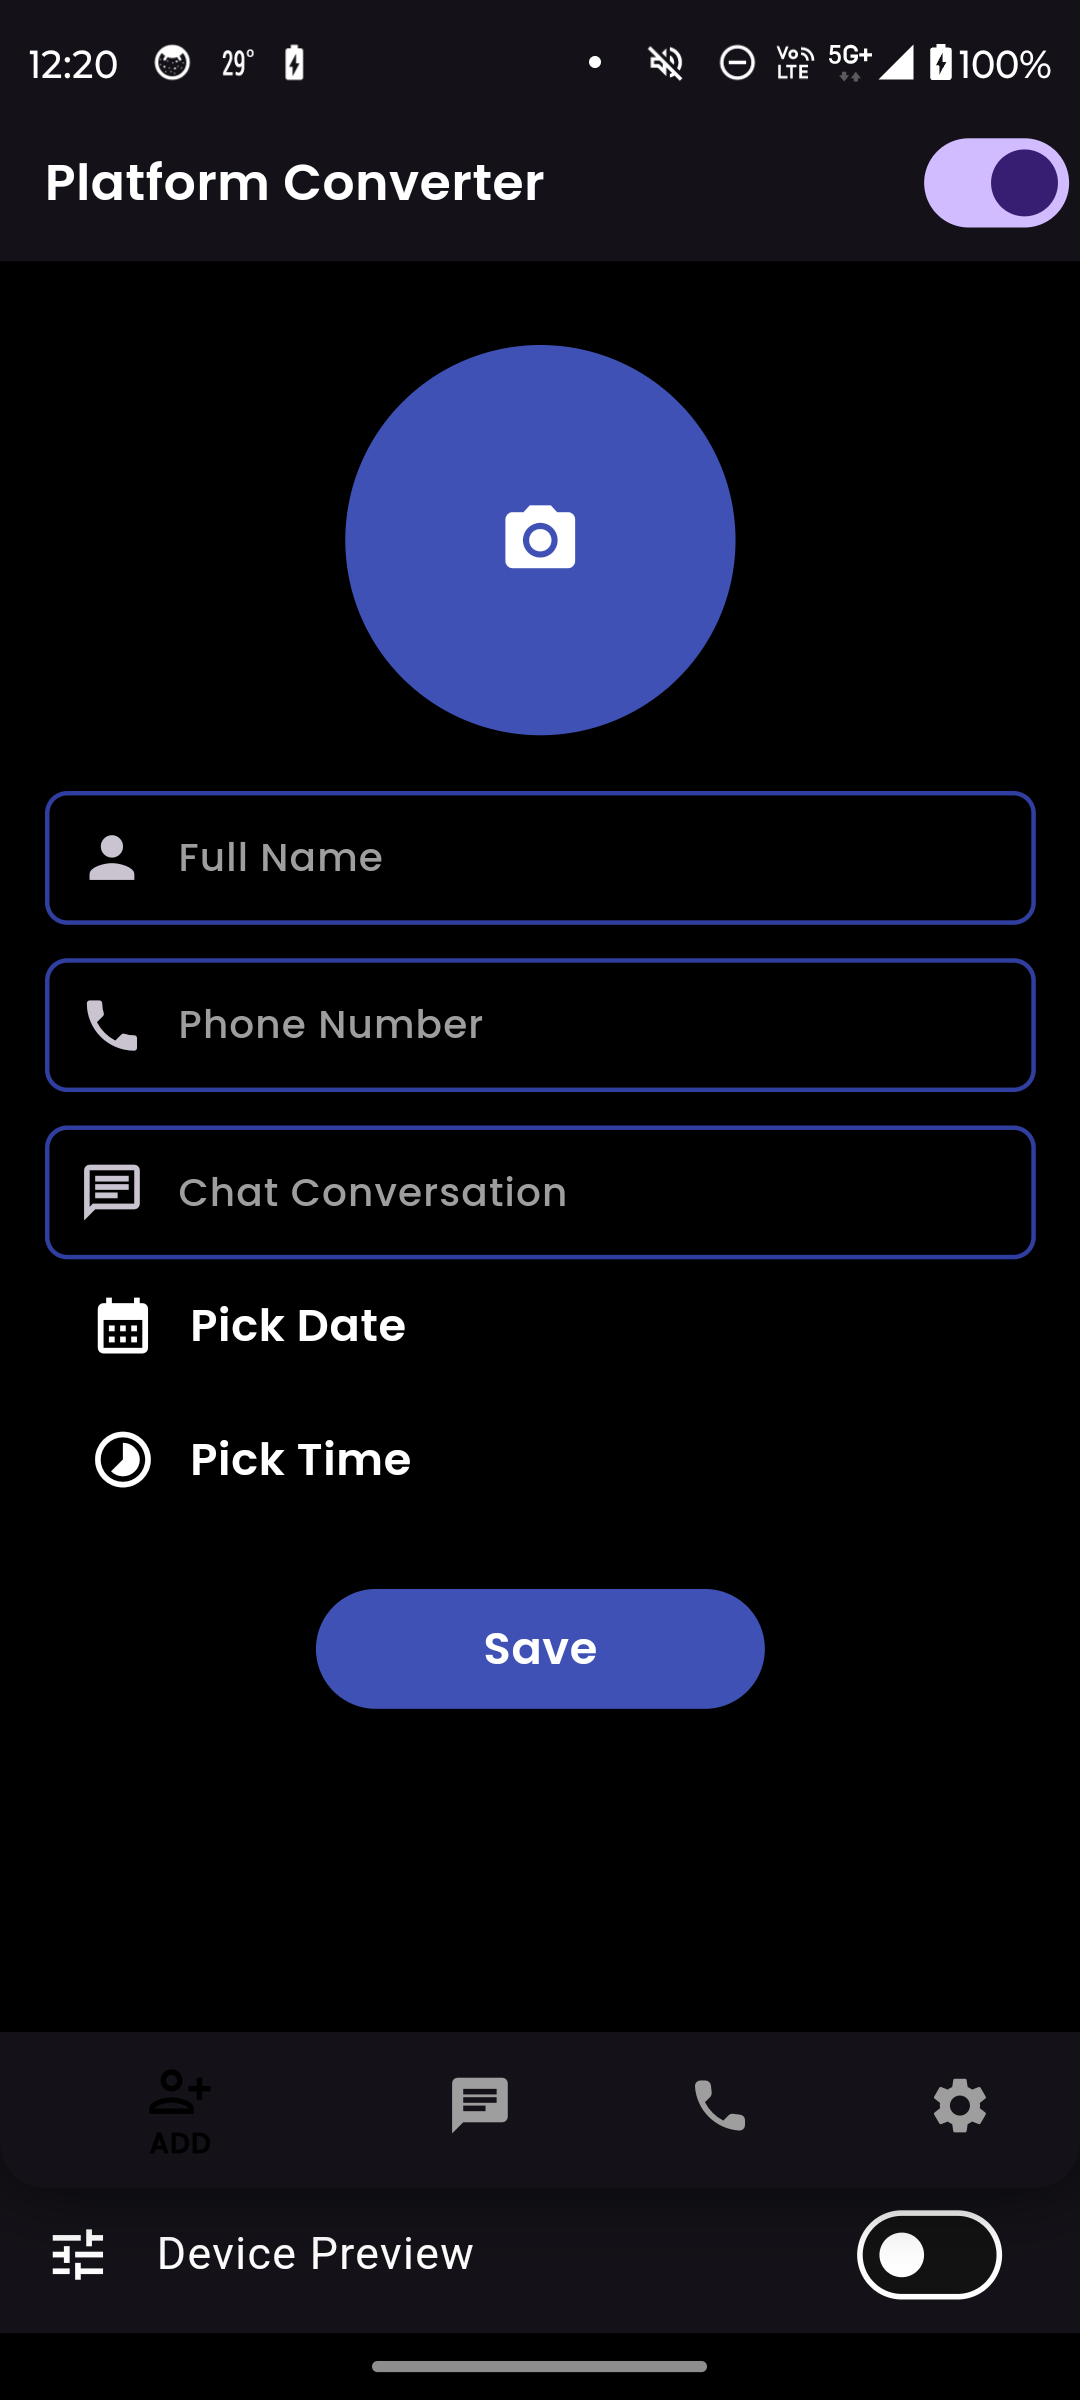 12:20 29° Vo LTE 5G+ 100%
Platform Converter
Full Name
Phone Number
Chat Conversation
Pick Date
Pick Time
Save
ADD
Device Preview